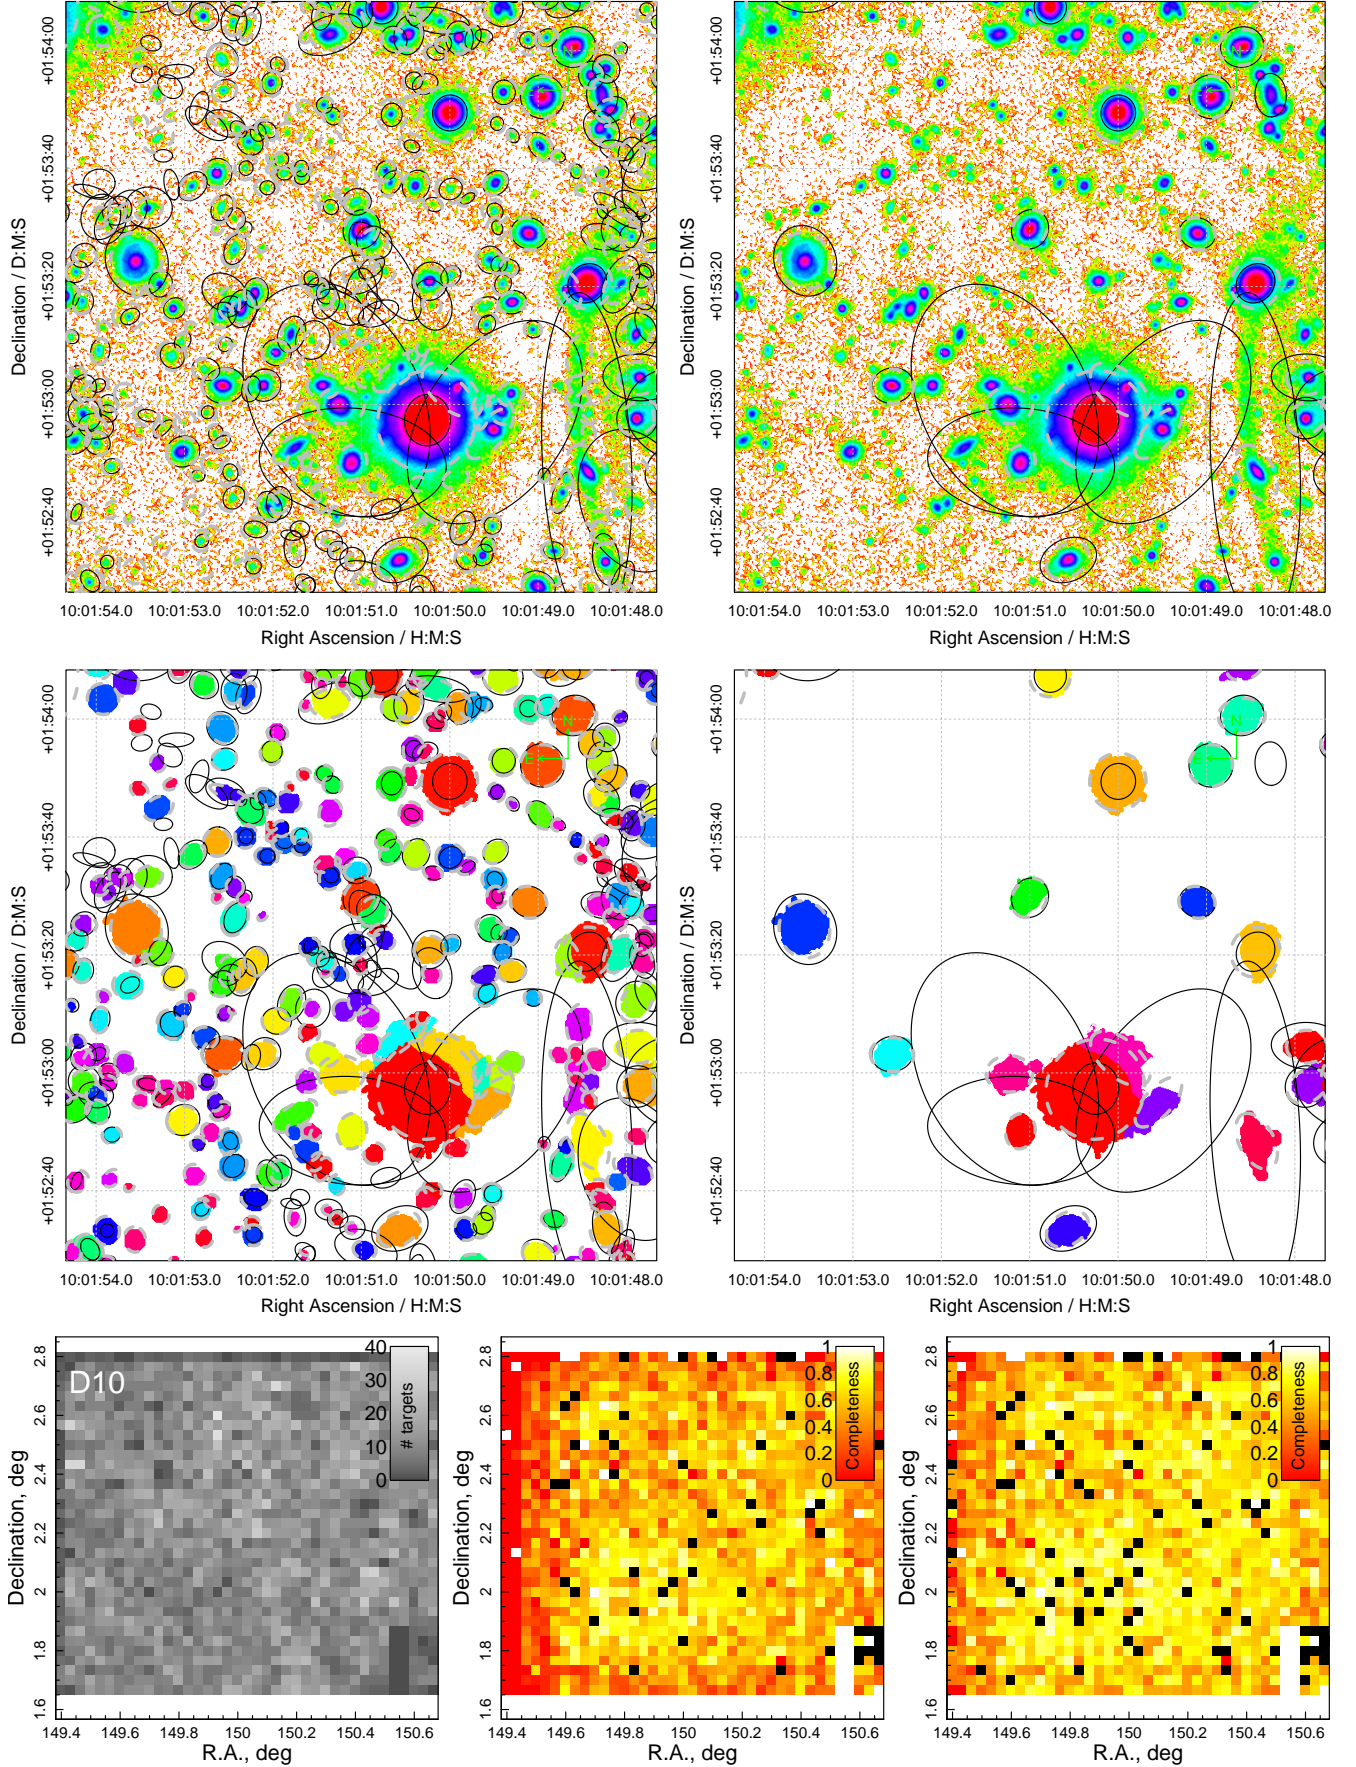 Declination / D:M:S
+01:54:00
+01:53:40
+01:53:20
+01:53:00
+01:52:40
10:01:54.0 10:01:53.0 10:01:52.0 10:01:51.0 10:01:50.0 10:01:49.0 10:01:48.0
Right Ascension / H:M:S
Declination / D:M:S
+01:54:00
+01:53:40
+01:53:20
+01:53:00
+01:52:40
10:01:54.0 10:01:53.0 10:01:52.0 10:01:51.0 10:01:50.0 10:01:49.0 10:01:48.0
Right Ascension / H:M:S
Declination / D:M:S
+01:54:00
+01:53:40
+01:53:20
+01:53:00
+01:52:40
N
E
10:01:54.0 10:01:53.0 10:01:52.0 10:01:51.0 10:01:50.0 10:01:49.0 10:01:48.0
Right Ascension / H:M:S
Declination / D:M:S
+01:54:00
+01:53:40
+01:53:20
+01:53:00
+01:52:40
N
E
10:01:54.0 10:01:53.0 10:01:52.0 10:01:51.0 10:01:50.0 10:01:49.0 10:01:48.0
Right Ascension / H:M:S
Declination, deg
2.8
2.6
2.4
2.2
2
1.8
1.6
D10
40
30
20
10
0
# targets
149.4 149.6 149.8 150 150.2 150.4 150.6
R.A., deg
Declination, deg
2.8
2.6
2.4
2.2
2
1.8
1.6
1
0.8
0.6
0.4
0.2
0
Completeness
149.4 149.6 149.8 150 150.2 150.4 150.6
R.A., deg
Declination, deg
2.8
2.6
2.4
2.2
2
1.8
1.6
1
0.8
0.6
0.4
0.2
0
Completeness
149.4 149.6 149.8 150 150.2 150.4 150.6
R.A., deg